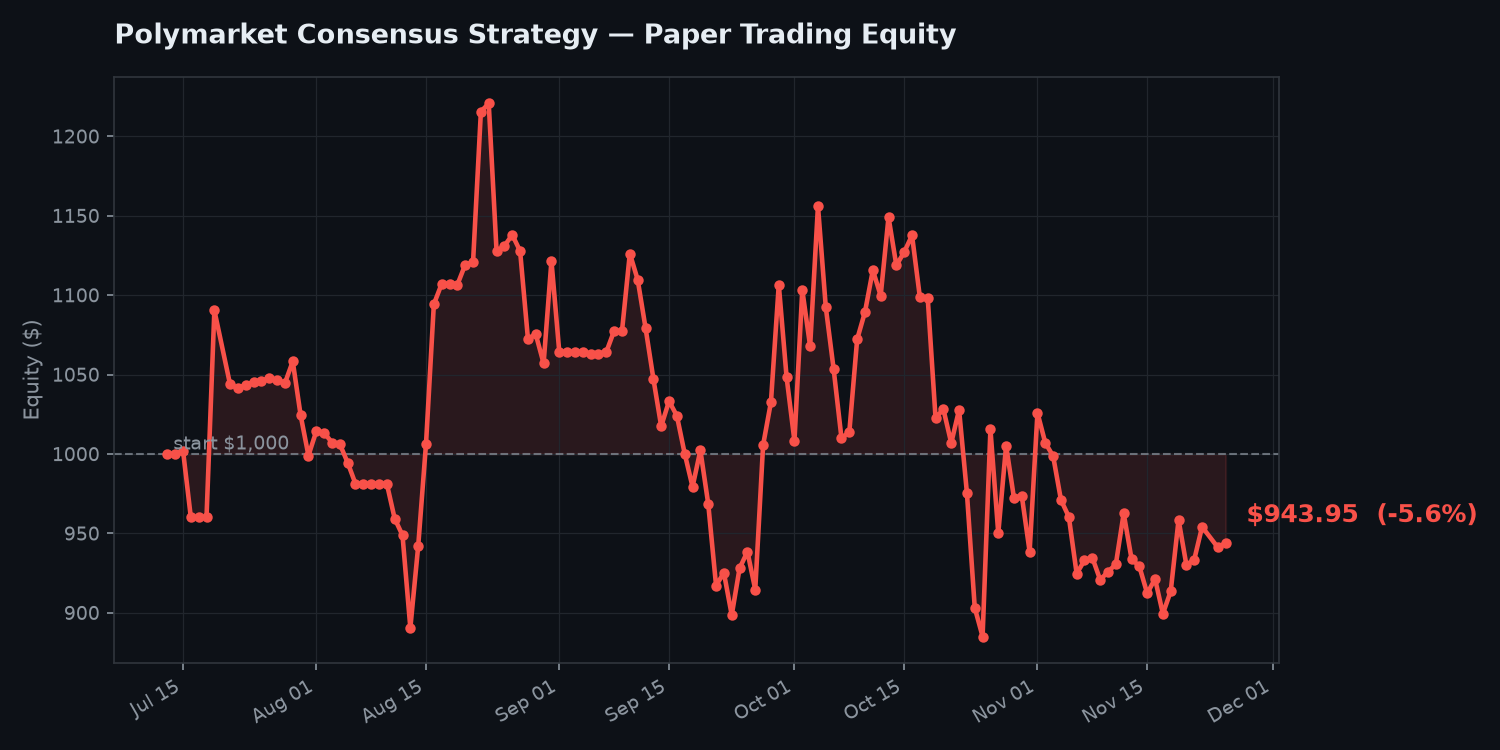 Polymarket Consensus Strategy — Paper Trading Equity
Equity ($)
1200
1150
1100
1050
1000
950
900
start $1,000
$943.95 (-5.6%)
Jul 15
Aug 01
Aug 15
Sep 01
Sep 15
Oct 01
Oct 15
Nov 01
Nov 15
Dec 01